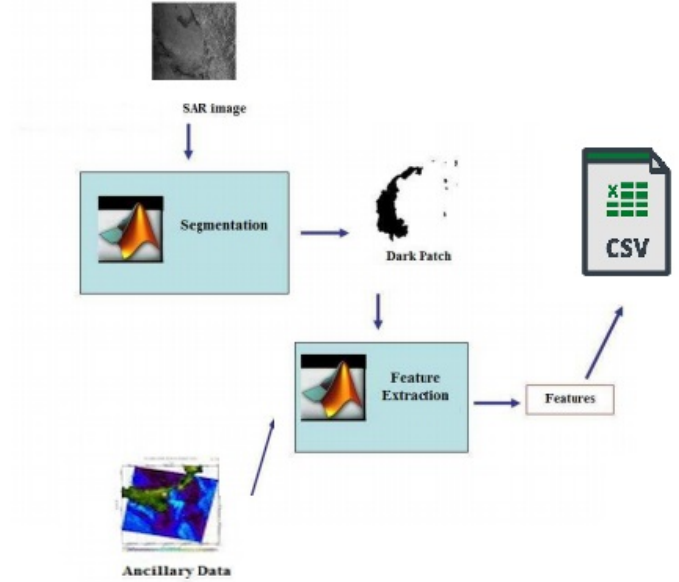 SAR image
Segmentation
Dark Patch
X
CSV
Feature
Extraction
Features
Ancillary Data